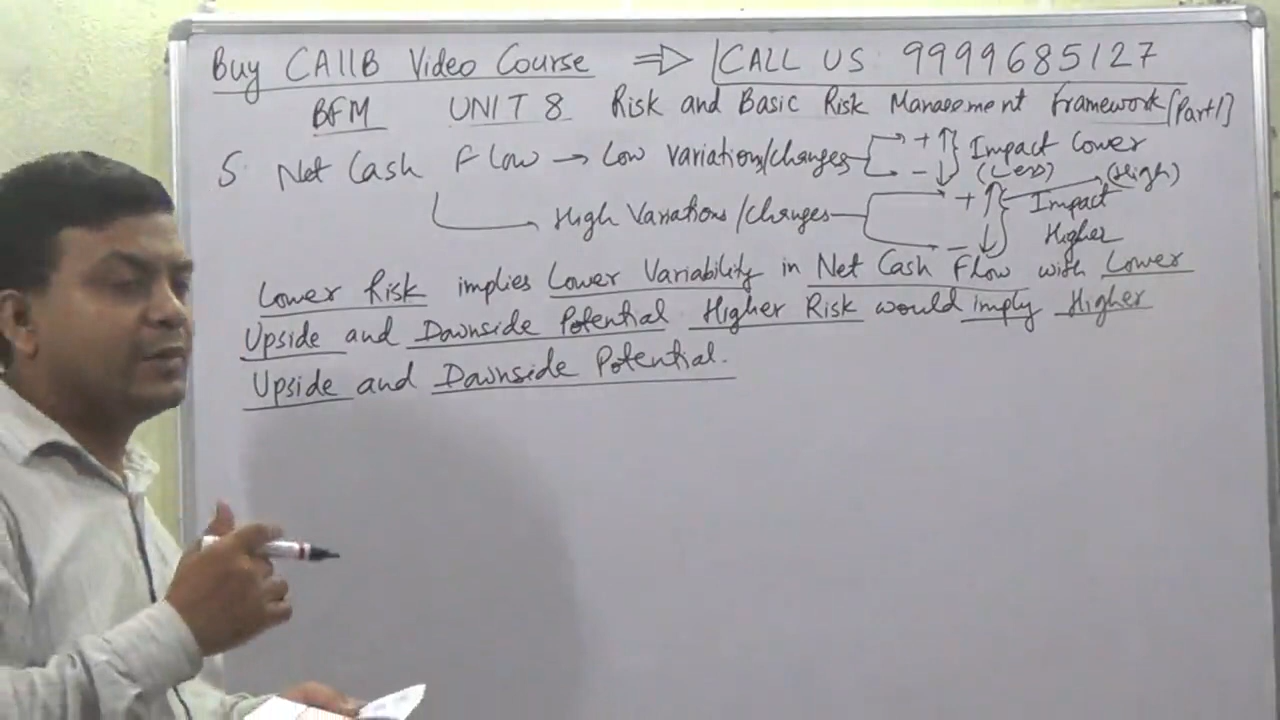 Buy CAIIB Video Course ⇒ CALL US 9999685127
BFM UNIT 8 Risk and Basic Risk Management Framework [Part 1]
5. Net Cash Flow → Low Variation/changes + ↑ - ↓ Impact Lower
(Less) (High)
High Variations/changes + ↑ - ↓ Impact
Higher
Lower Risk implies Lower Variability in Net Cash Flow with Lower
Upside and Downside Potential Higher Risk would imply Higher
Upside and Downside Potential.